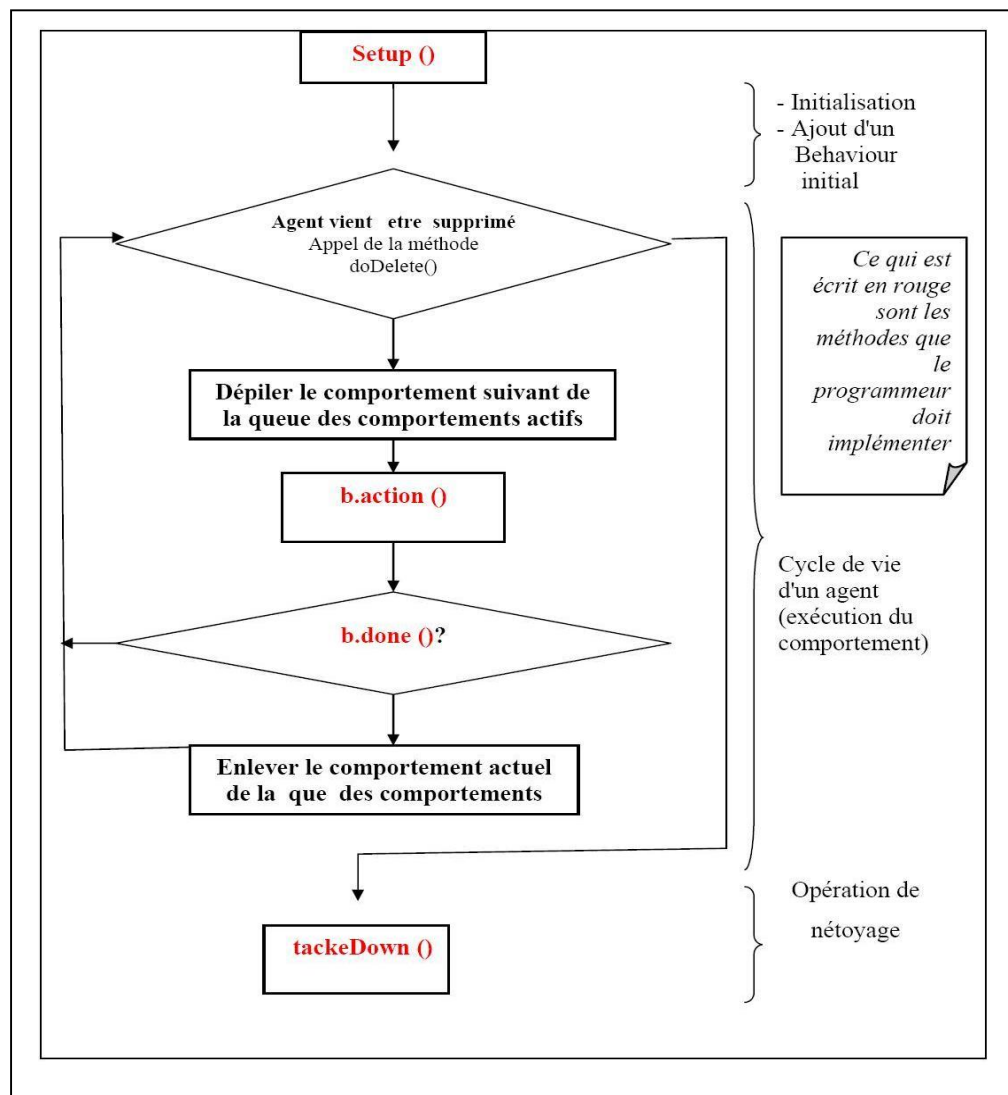 Setup ()
- Initialisation
- Ajout d'un
Behaviour
initial
Agent vient etre supprimé
Appel de la méthode
doDelete()
Ce qui est
écrit en rouge
sont les
méthodes que
le
programmeur
doit
implémenter
Dépiler le comportement suivant de
la queue des comportements actifs
b.action ()
Cycle de vie
d'un agent
(exécution du
comportement)
b.done ()?
Enlever le comportement actuel
de la que des comportements
Opération de
nétoyage
tackeDown ()